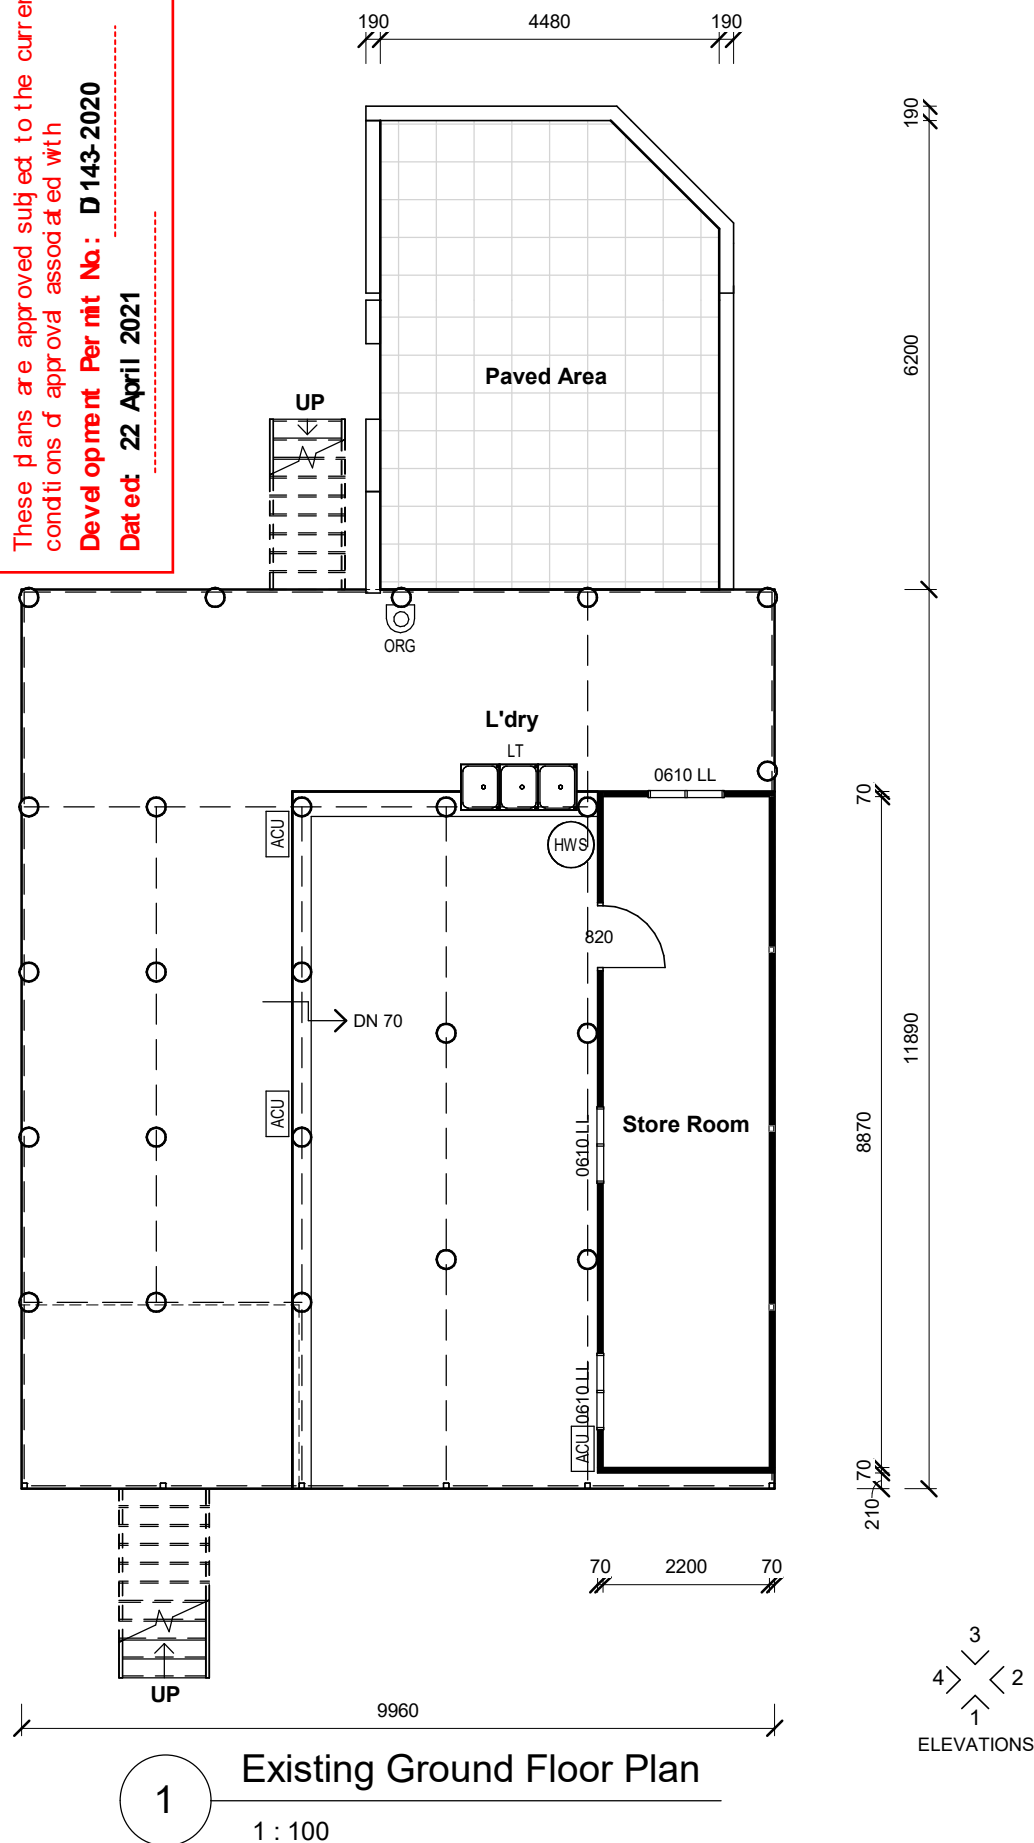 These plans are approved subject to the curren
conditions of approval associated with
Development Permit No.: D143-2020
Dated: 22 April 2021
190 4480 190
190
6200
Paved Area
UP
ORG
L'dry
LT
0610 LL
70
ACU
HWS
820
DN 70
11890
ACU
0610 LL
Store Room
8870
0610 LL
ACU
70
210
70 2200 70
UP
9960
3
4 2
1
ELEVATIONS
1 Existing Ground Floor Plan
1 : 100